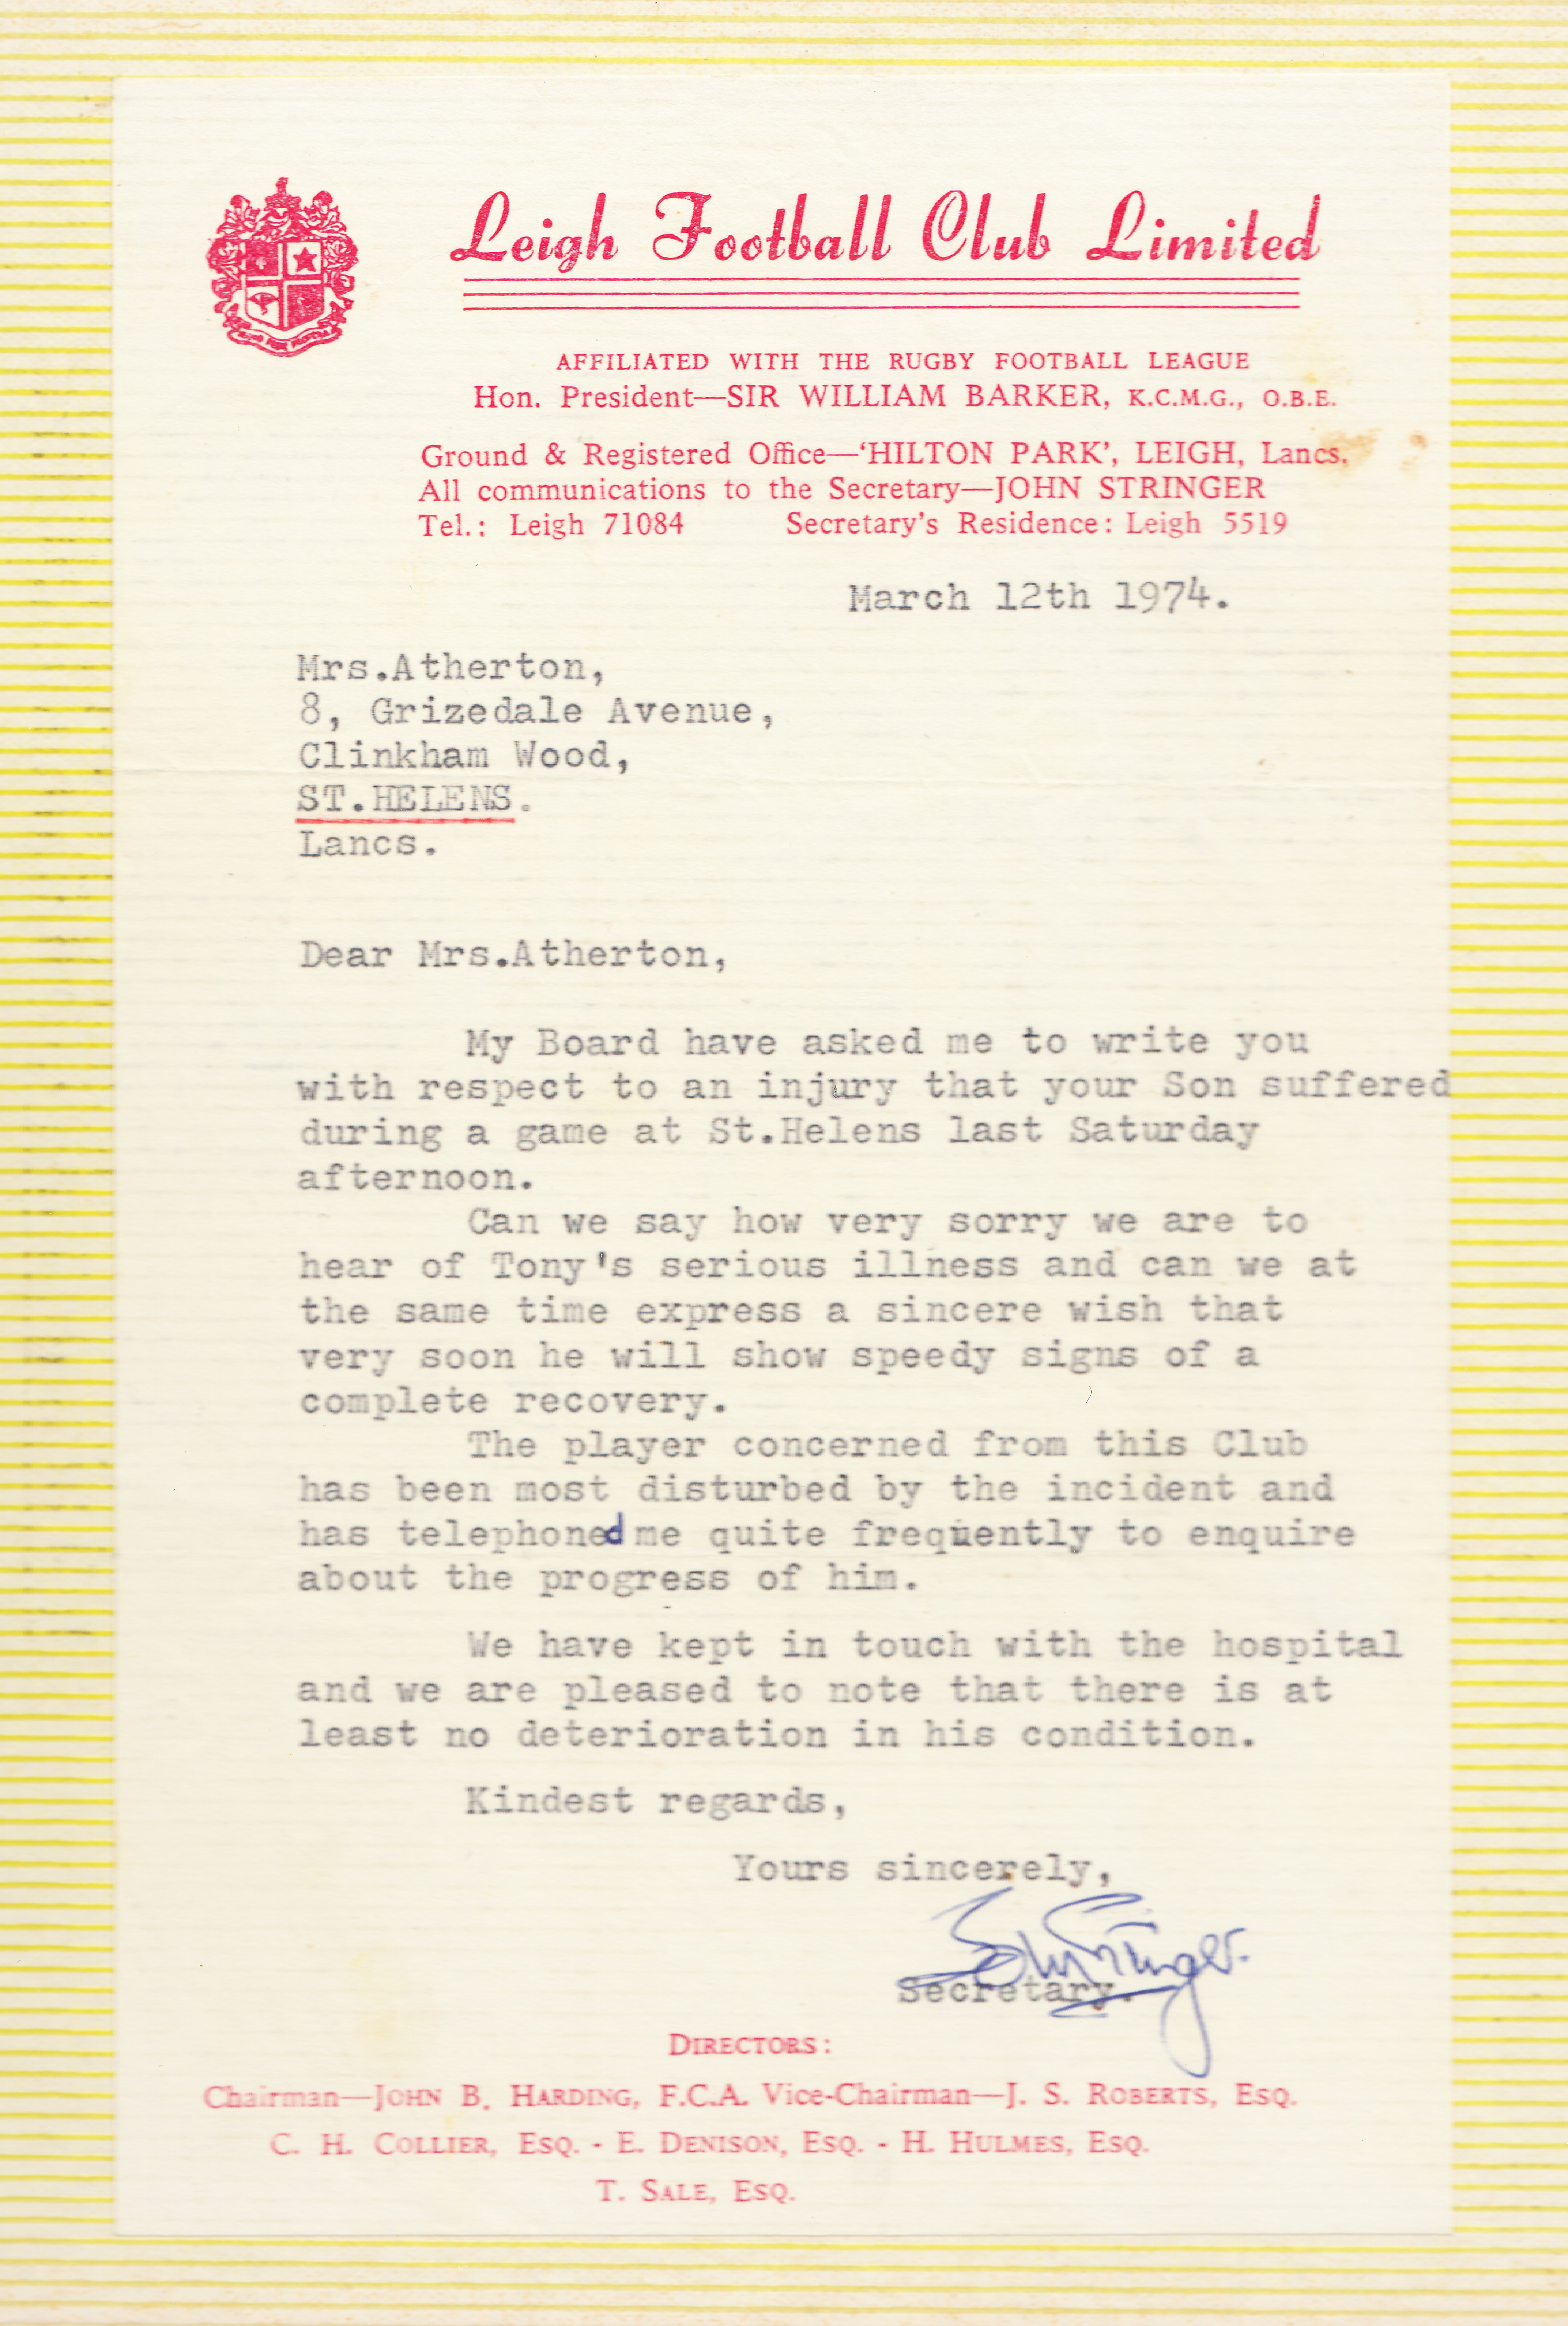 Leigh Football Club Limited
AFFILIATED WITH THE RUGBY FOOTBALL LEAGUE
Hon. President—SIR WILLIAM BARKER, K.C.M.G., O.B.E.
Ground & Registered Office—‘HILTON PARK’, LEIGH, Lancs.
All communications to the Secretary—JOHN STRINGER
Tel.: Leigh 71084 Secretary's Residence: Leigh 5519
March 12th 1974.
Mrs.Atherton,
8, Grizedale Avenue,
Clinkham Wood,
ST.HELENS.
Lancs.
Dear Mrs.Atherton,
My Board have asked me to write you
with respect to an injury that your Son suffered
during a game at St.Helens last Saturday
afternoon.
Can we say how very sorry we are to
hear of Tony's serious illness and can we at
the same time express a sincere wish that
very soon he will show speedy signs of a
complete recovery.
The player concerned from this Club
has been most disturbed by the incident and
has telephoned me quite frequently to enquire
about the progress of him.
We have kept in touch with the hospital
and we are pleased to note that there is at
least no deterioration in his condition.
Kindest regards,
Yours sincerely,
John Stringer.
Secretary.
DIRECTORS:
Chairman—JOHN B. HARDING, F.C.A. Vice-Chairman—J. S. ROBERTS, ESQ.
C. H. COLLIER, ESQ. - E. DENISON, ESQ. - H. HULMES, ESQ.
T. SALE, ESQ.